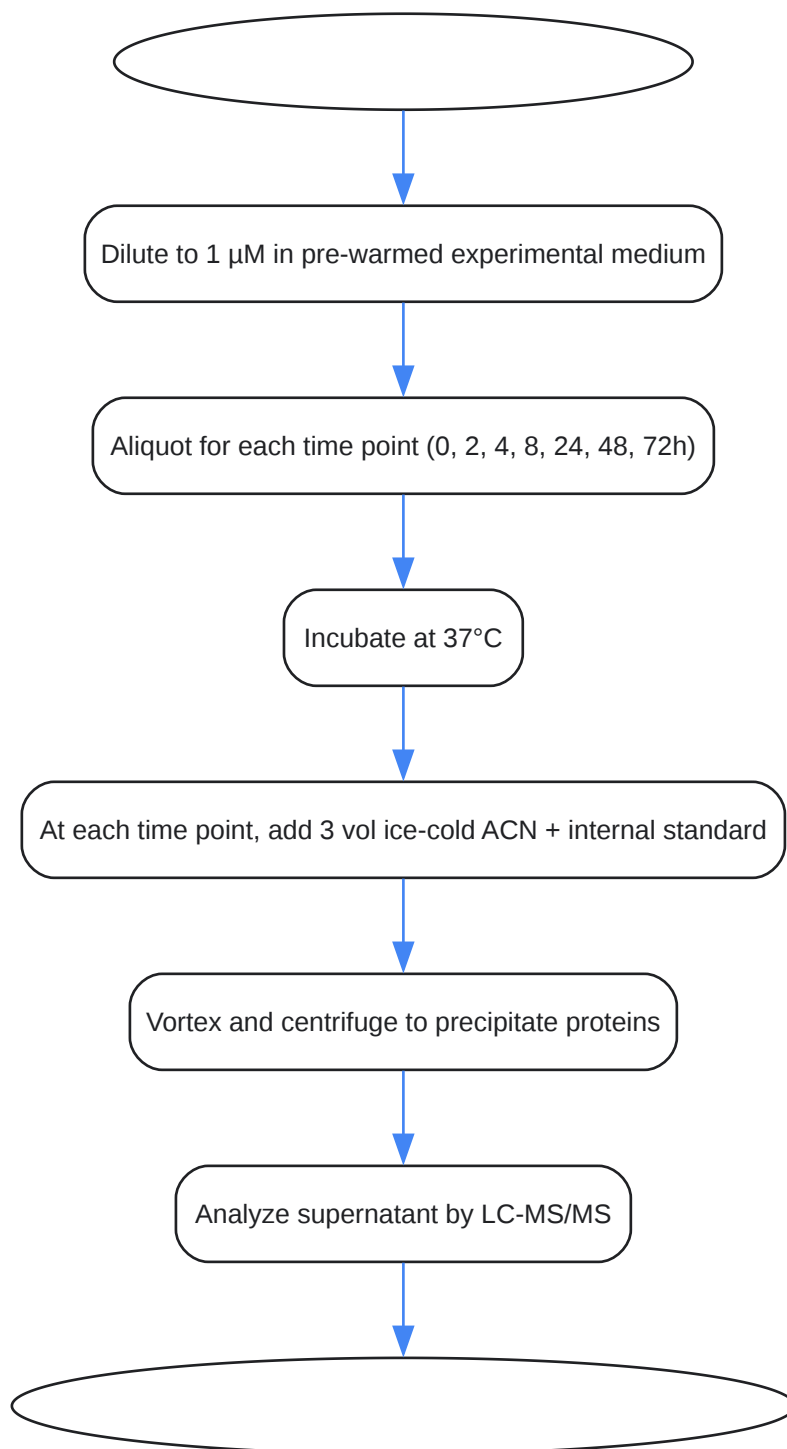 Dilute to 1 µM in pre-warmed experimental medium
Aliquot for each time point (0, 2, 4, 8, 24, 48, 72h)
Incubate at 37°C
At each time point, add 3 vol ice-cold ACN + internal standard
Vortex and centrifuge to precipitate proteins
Analyze supernatant by LC-MS/MS